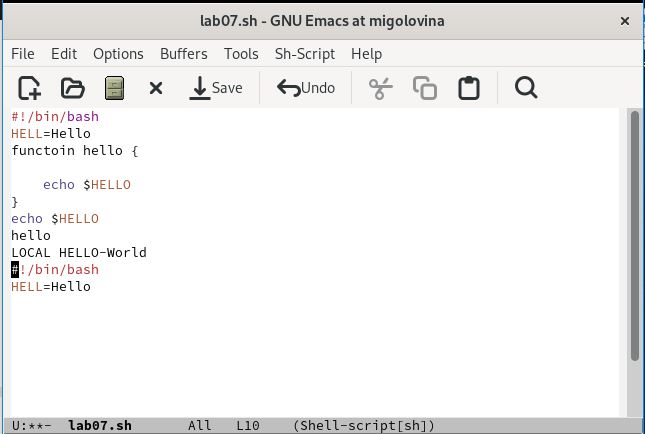 lab07.sh - GNU Emacs at migolovina
File Edit Options Buffers Tools Sh-Script Help
Save Undo
#!/bin/bash
HELL=Hello
functoin hello {
echo $HELLO
}
echo $HELLO
hello
LOCAL HELLO-World
#!/bin/bash
HELL=Hello
U:**- lab07.sh All L10 (Shell-script[sh])